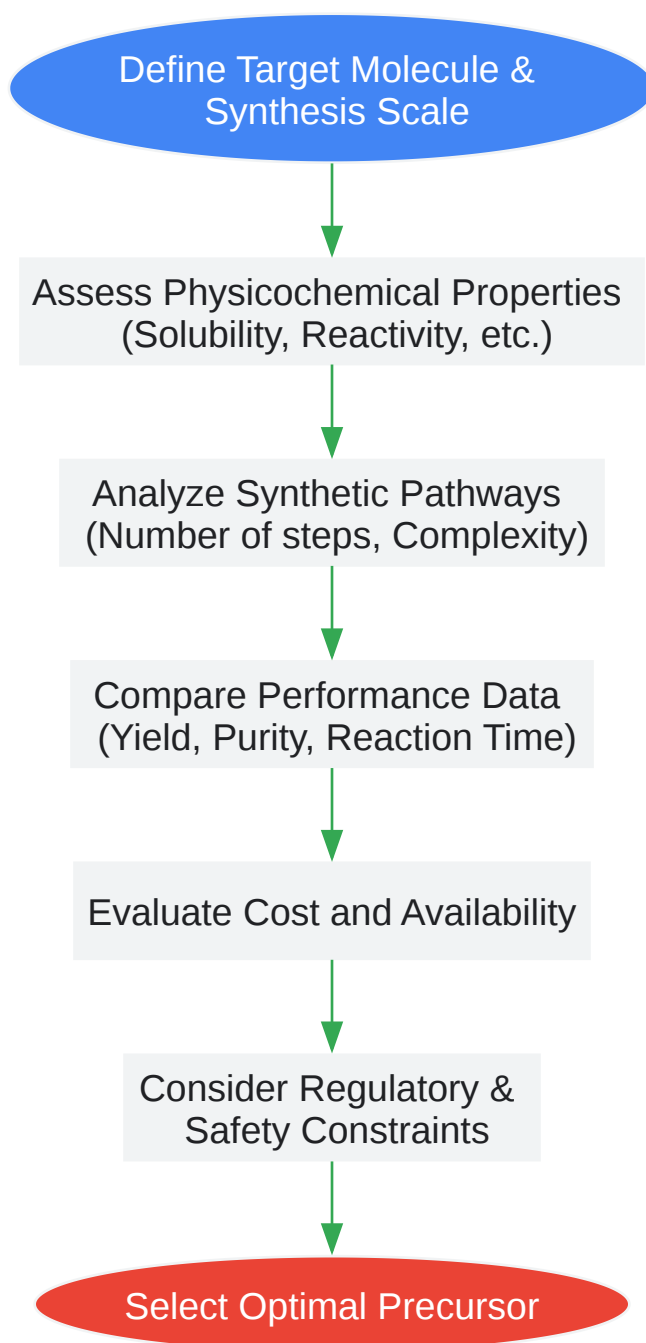 Define Target Molecule &
Synthesis Scale
Assess Physicochemical Properties
(Solubility, Reactivity, etc.)
Analyze Synthetic Pathways
(Number of steps, Complexity)
Compare Performance Data
(Yield, Purity, Reaction Time)
Evaluate Cost and Availability
Consider Regulatory &
Safety Constraints
Select Optimal Precursor